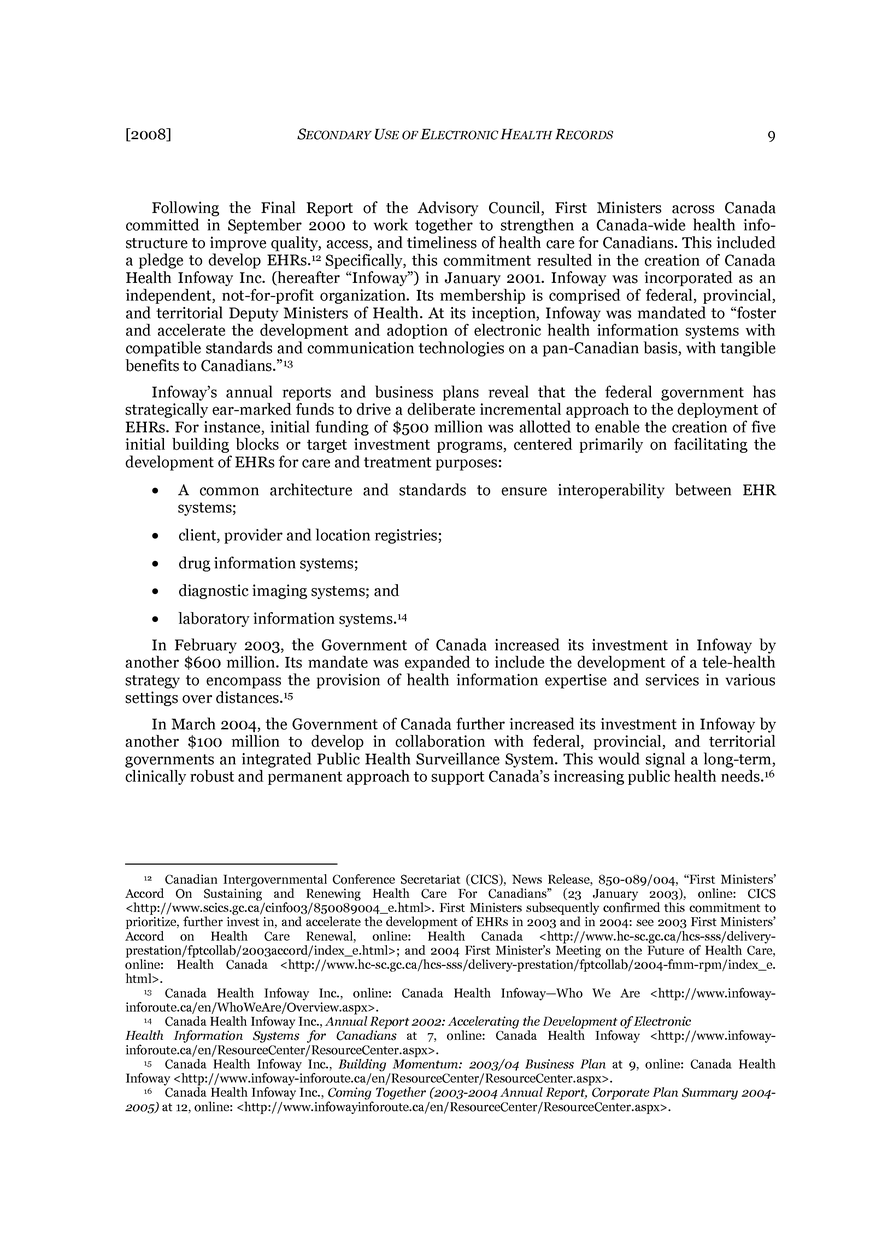 [2008] SECONDARY USE OF ELECTRONIC HEALTH RECORDS 9
Following the Final Report of the Advisory Council, First Ministers across Canada
committed in September 2000 to work together to strengthen a Canada-wide health info-
structure to improve quality, access, and timeliness of health care for Canadians. This included
a pledge to develop EHRs.¹² Specifically, this commitment resulted in the creation of Canada
Health Infoway Inc. (hereafter “Infoway”) in January 2001. Infoway was incorporated as an
independent, not-for-profit organization. Its membership is comprised of federal, provincial,
and territorial Deputy Ministers of Health. At its inception, Infoway was mandated to “foster
and accelerate the development and adoption of electronic health information systems with
compatible standards and communication technologies on a pan-Canadian basis, with tangible
benefits to Canadians.”¹³
Infoway’s annual reports and business plans reveal that the federal government has
strategically ear-marked funds to drive a deliberate incremental approach to the deployment of
EHRs. For instance, initial funding of $500 million was allotted to enable the creation of five
initial building blocks or target investment programs, centered primarily on facilitating the
development of EHRs for care and treatment purposes:
• A common architecture and standards to ensure interoperability between EHR
systems;
• client, provider and location registries;
• drug information systems;
• diagnostic imaging systems; and
• laboratory information systems.¹⁴
In February 2003, the Government of Canada increased its investment in Infoway by
another $600 million. Its mandate was expanded to include the development of a tele-health
strategy to encompass the provision of health information expertise and services in various
settings over distances.¹⁵
In March 2004, the Government of Canada further increased its investment in Infoway by
another $100 million to develop in collaboration with federal, provincial, and territorial
governments an integrated Public Health Surveillance System. This would signal a long-term,
clinically robust and permanent approach to support Canada’s increasing public health needs.¹⁶
¹² Canadian Intergovernmental Conference Secretariat (CICS), News Release, 850-089/004, “First Ministers’
Accord On Sustaining and Renewing Health Care For Canadians” (23 January 2003), online: CICS
<http://www.scics.gc.ca/cinfo03/850089004_e.html>. First Ministers subsequently confirmed this commitment to
prioritize, further invest in, and accelerate the development of EHRs in 2003 and in 2004: see 2003 First Ministers’
Accord on Health Care Renewal, online: Health Canada <http://www.hc-sc.gc.ca/hcs-sss/delivery-
prestation/fptcollab/2003accord/index_e.html>; and 2004 First Minister’s Meeting on the Future of Health Care,
online: Health Canada <http://www.hc-sc.gc.ca/hcs-sss/delivery-prestation/fptcollab/2004-fmm-rpm/index_e.
html>.
¹³ Canada Health Infoway Inc., online: Canada Health Infoway—Who We Are <http://www.infoway-
inforoute.ca/en/WhoWeAre/Overview.aspx>.
¹⁴ Canada Health Infoway Inc., Annual Report 2002: Accelerating the Development of Electronic
Health Information Systems for Canadians at 7, online: Canada Health Infoway <http://www.infoway-
inforoute.ca/en/ResourceCenter/ResourceCenter.aspx>.
¹⁵ Canada Health Infoway Inc., Building Momentum: 2003/04 Business Plan at 9, online: Canada Health
Infoway <http://www.infoway-inforoute.ca/en/ResourceCenter/ResourceCenter.aspx>.
¹⁶ Canada Health Infoway Inc., Coming Together (2003-2004 Annual Report, Corporate Plan Summary 2004-
2005) at 12, online: <http://www.infowayinforoute.ca/en/ResourceCenter/ResourceCenter.aspx>.